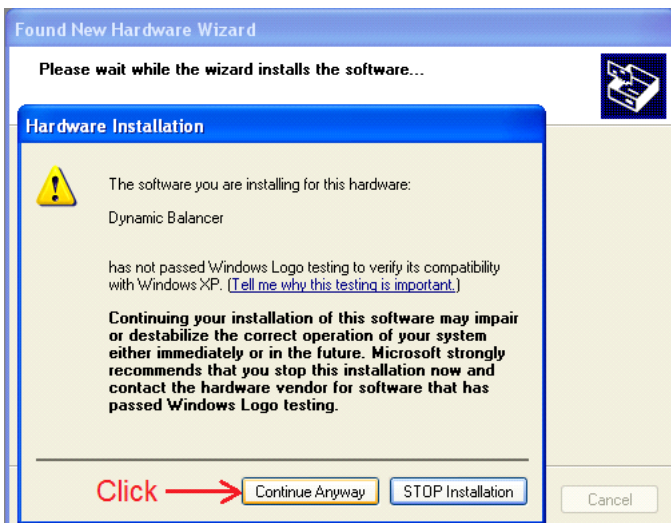 Found New Hardware Wizard
Please wait while the wizard installs the software...
Hardware Installation
The software you are installing for this hardware:
Dynamic Balancer
has not passed Windows Logo testing to verify its compatibility
with Windows XP. (Tell me why this testing is important.)
Continuing your installation of this software may impair
or destabilize the correct operation of your system
either immediately or in the future. Microsoft strongly
recommends that you stop this installation now and
contact the hardware vendor for software that has
passed Windows Logo testing.
Click
Continue Anyway
STOP Installation
Cancel